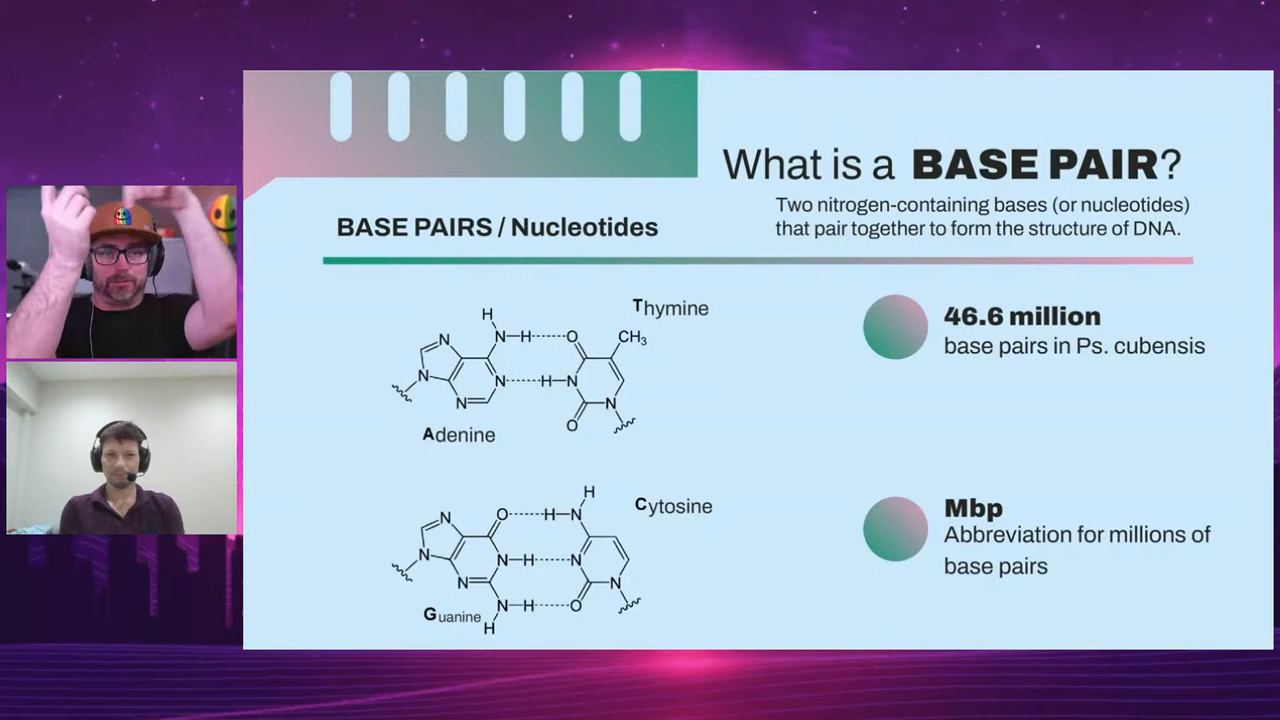 What is a BASE PAIR?
Two nitrogen-containing bases (or nucleotides)
that pair together to form the structure of DNA.
BASE PAIRS / Nucleotides
Thymine
H
N
N-H
O
CH₃
N
N
H-N
N
N
O
Adenine
46.6 million
base pairs in Ps. cubensis
Cytosine
H
N
O
H-N
N
N-H
N
N
N
N-H
O
Guanine
H
Mbp
Abbreviation for millions of
base pairs